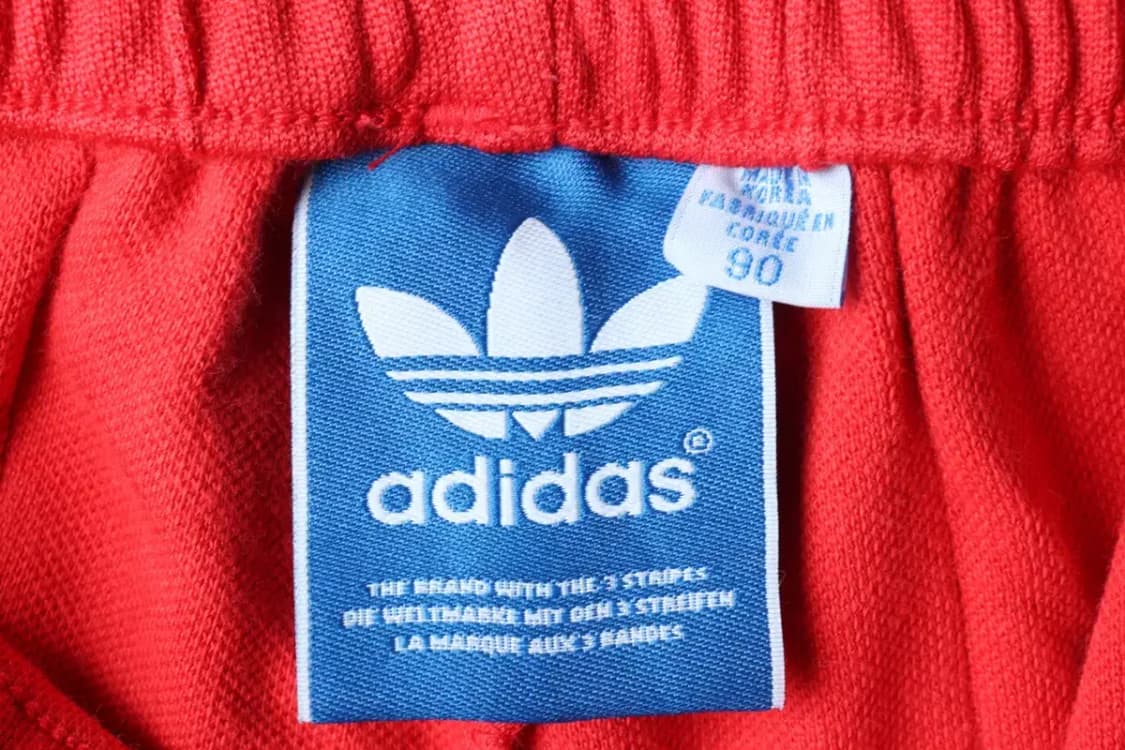 KOREA
FABRIQUÉ EN
CORÉE
90
adidas®
THE BRAND WITH THE 3 STRIPES
DIE WELTMARKE MIT DEN 3 STREIFEN
LA MARQUE AUX 3 BANDES